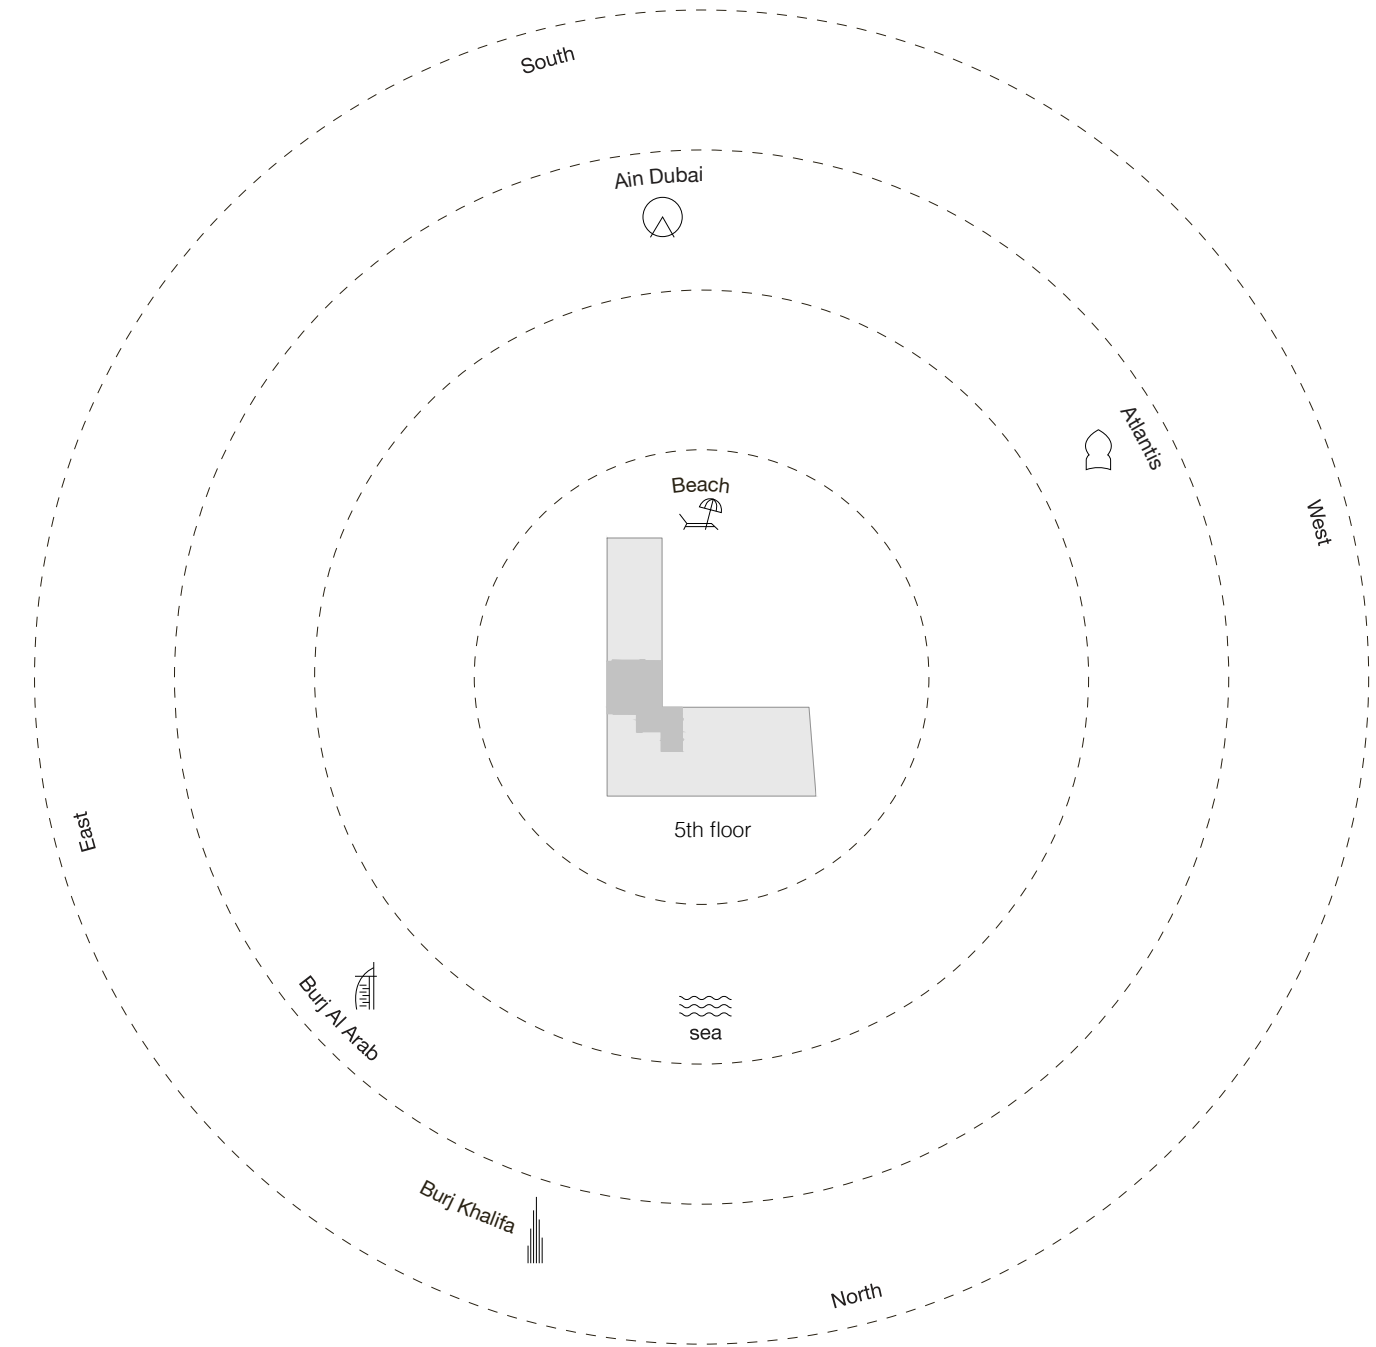 South
Ain Dubai
Atlantis
Beach
West
East
5th floor
Burj Al Arab
sea
Burj Khalifa
North